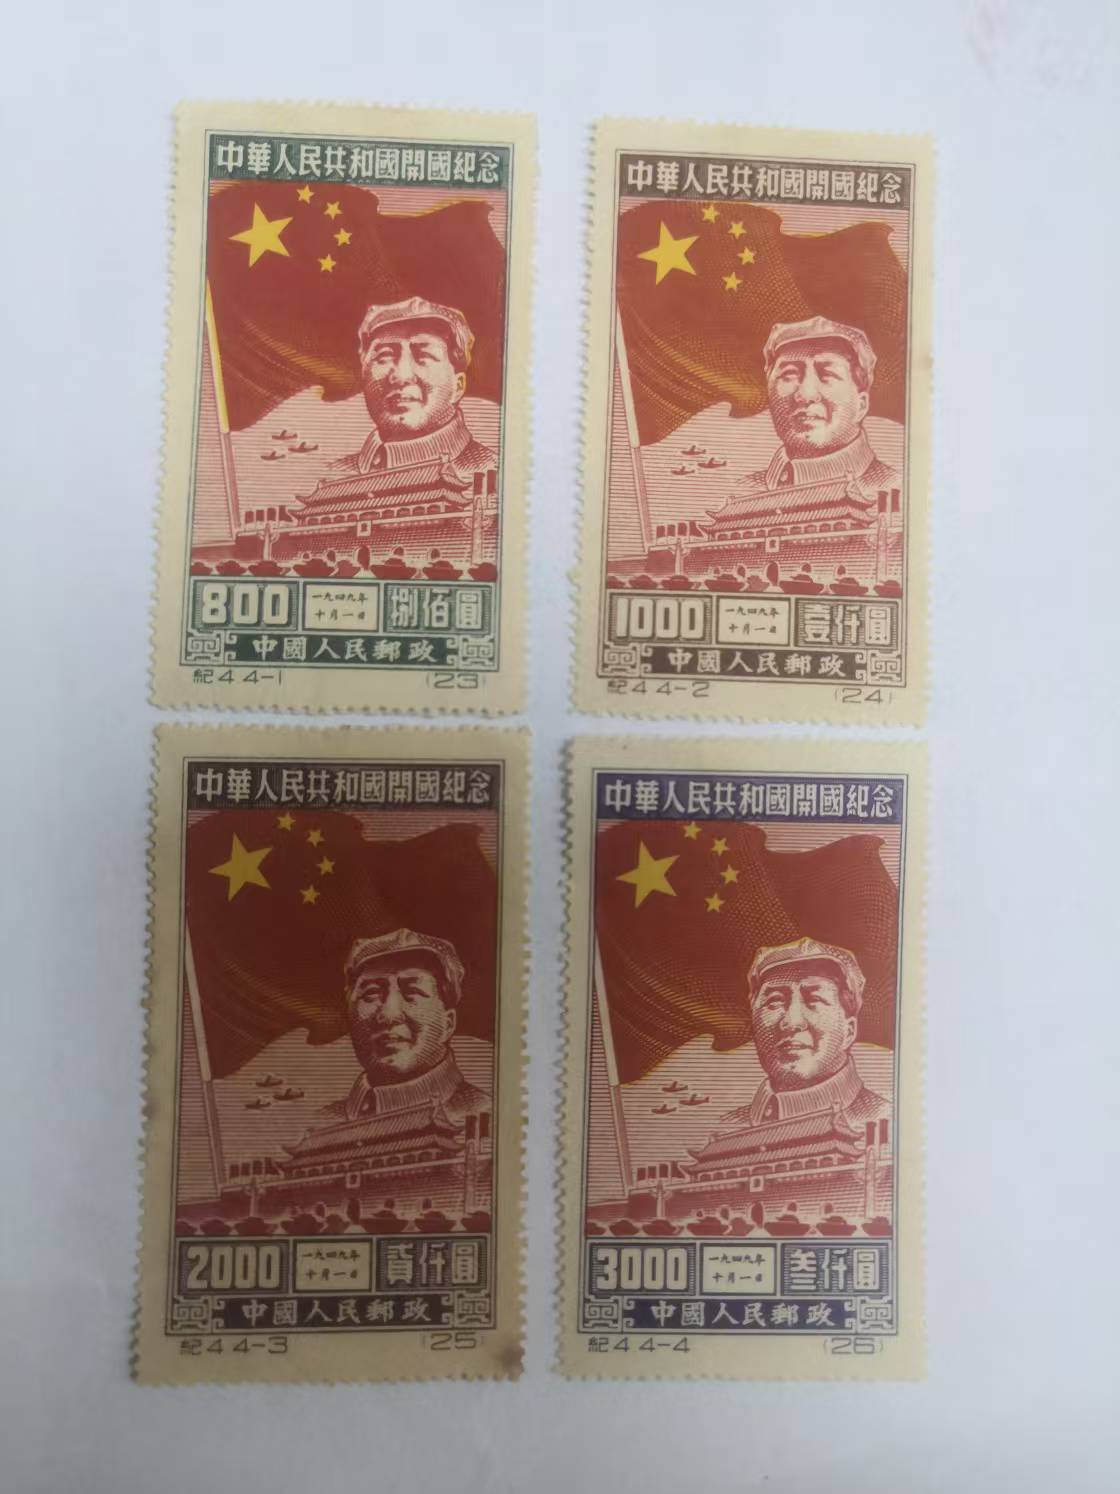 中華人民共和國開國紀念
800 一九四九年 捌佰圓
十月一日
中國人民郵政
紀4 4-1 (23)
中華人民共和國開國紀念
1000 一九四九年 壹仟圓
十月一日
中國人民郵政
紀4 4-2 (24)
中華人民共和國開國紀念
2000 一九四九年 貳仟圓
十月一日
中國人民郵政
紀4 4-3 (25)
中華人民共和國開國紀念
3000 一九四九年 叁仟圓
十月一日
中國人民郵政
紀4 4-4 (26)